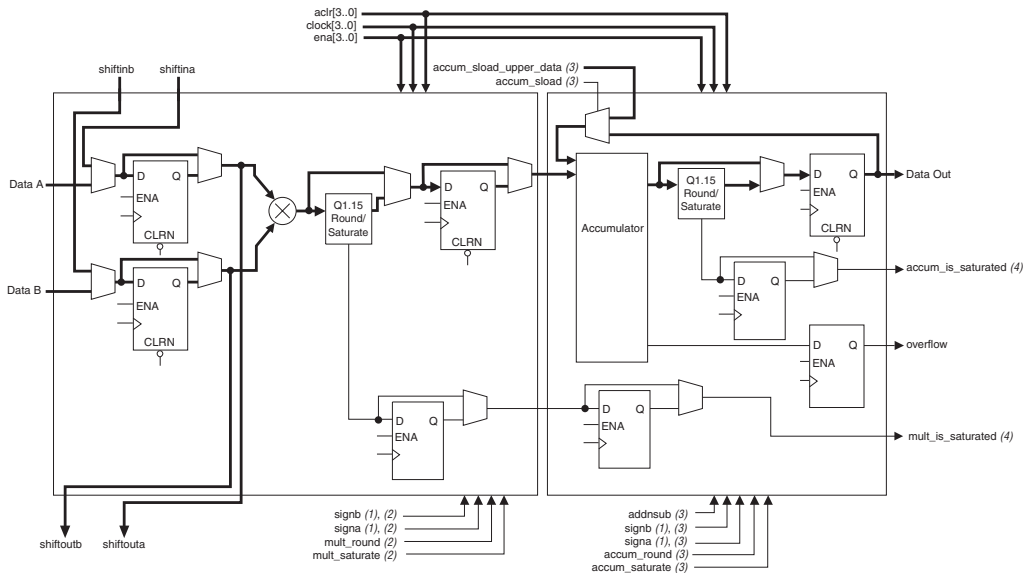 aclr[3..0]
clock[3..0]
ena[3..0]
shiftinb
shiftina
accum_sload_upper_data (3)
accum_sload (3)
Data A
D
Q
ENA
CLRN
Q1.15
Round/
Saturate
D
Q
ENA
CLRN
Accumulator
Q1.15
Round/
Saturate
D
Q
ENA
CLRN
Data Out
Data B
D
Q
ENA
CLRN
D
Q
ENA
accum_is_saturated (4)
D
Q
ENA
overflow
D
Q
ENA
D
Q
ENA
mult_is_saturated (4)
shiftoutb
shiftouta
signb (1), (2)
signa (1), (2)
mult_round (2)
mult_saturate (2)
addnsub (3)
signb (1), (3)
signa (1), (3)
accum_round (3)
accum_saturate (3)